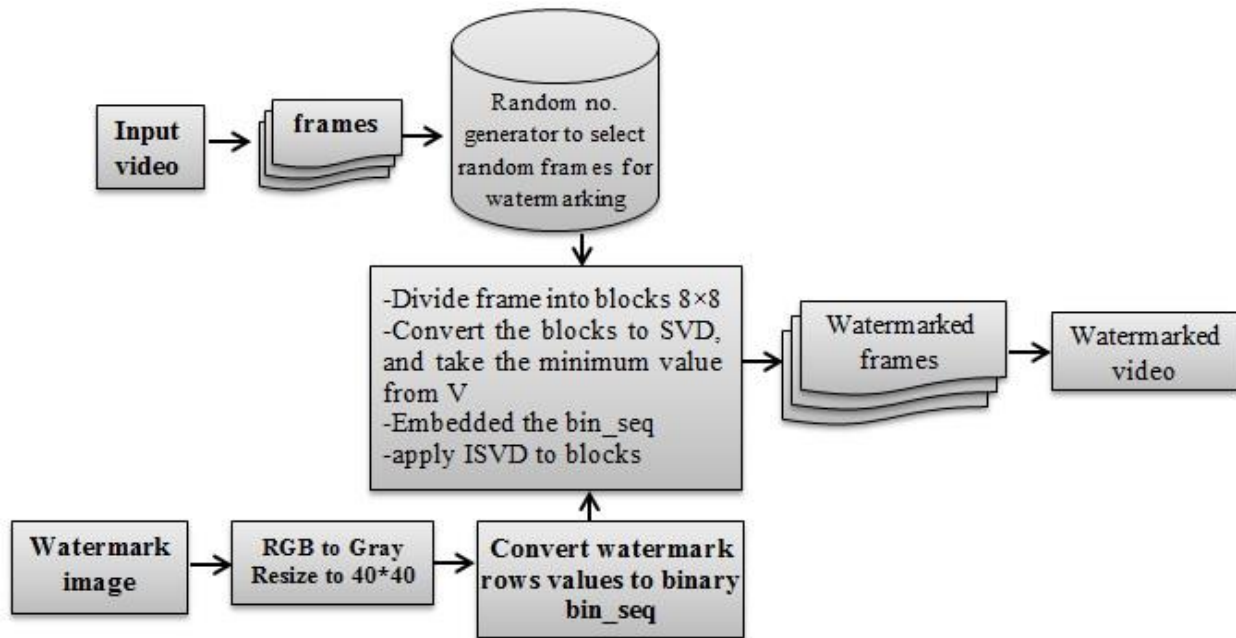 Input
video
frames
Random no.
generator to select
random frames for
watermarking
-Divide frame into blocks 8×8
-Convert the blocks to SVD,
and take the minimum value
from V
-Embedded the bin_seq
-apply ISVD to blocks
Watermarked
frames
Watermarked
video
Watermark
image
RGB to Gray
Resize to 40*40
Convert watermark
rows values to binary
bin_seq